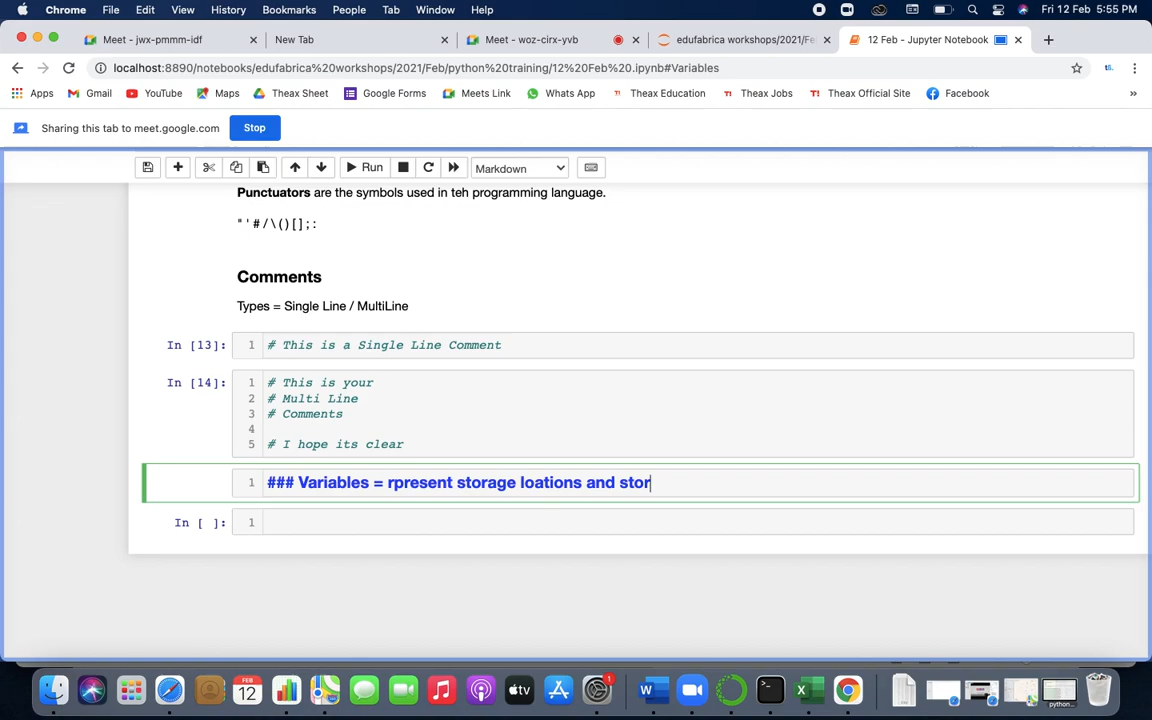 Chrome File Edit View History Bookmarks People Tab Window Help Fri 12 Feb 5:55 PM
Meet - jwx-pmmm-idf New Tab Meet - woz-cirx-yvb edufabrica workshops/2021/Fe 12 Feb - Jupyter Notebook
localhost:8890/notebooks/edufabrica%20workshops/2021/Feb/python%20training/12%20Feb%20.ipynb#Variables
Apps Gmail YouTube Maps Theax Sheet Google Forms Meets Link Whats App Theax Education Theax Jobs Theax Official Site Facebook »
Sharing this tab to meet.google.com Stop
Run Markdown
Punctuators are the symbols used in teh programming language.
" ' # / \ ( ) [ ] ; :
Comments
Types = Single Line / MultiLine
In [13]: 1 # This is a Single Line Comment
In [14]: 1 # This is your
2 # Multi Line
3 # Comments
4
5 # I hope its clear
1 ### Variables = rpresent storage loations and stor
In [ ]: 1
FEB
12
tv
1
python...